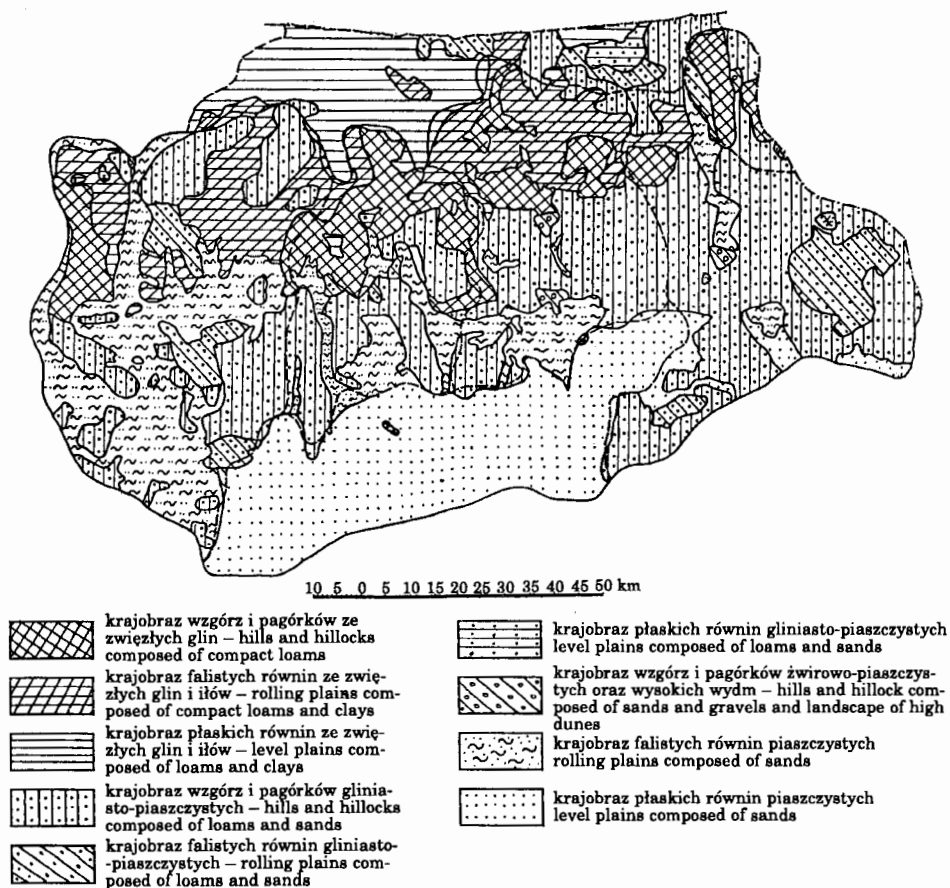 10 5 0 5 10 15 20 25 30 35 40 45 50 km
krajobraz wzgórz i pagórków ze
zwięzłych glin – hills and hillocks
composed of compact loams
krajobraz falistych równin ze zwię-
złych glin i iłów – rolling plains com-
posed of compact loams and clays
krajobraz płaskich równin ze zwię-
złych glin i iłów – level plains com-
posed of loams and clays
krajobraz wzgórz i pagórków glinia-
sto-piaszczystych – hills and hillocks
composed of loams and sands
krajobraz falistych równin gliniasto-
-piaszczystych – rolling plains com-
posed of loams and sands
krajobraz płaskich równin gliniasto-piaszczystych
level plains composed of loams and sands
krajobraz wzgórz i pagórków żwirowo-piaszczys-
tych oraz wysokich wydm – hills and hillock com-
posed of sands and gravels and landscape of high
dunes
krajobraz falistych równin piaszczystych
rolling plains composed of sands
krajobraz płaskich równin piaszczystych
level plains composed of sands